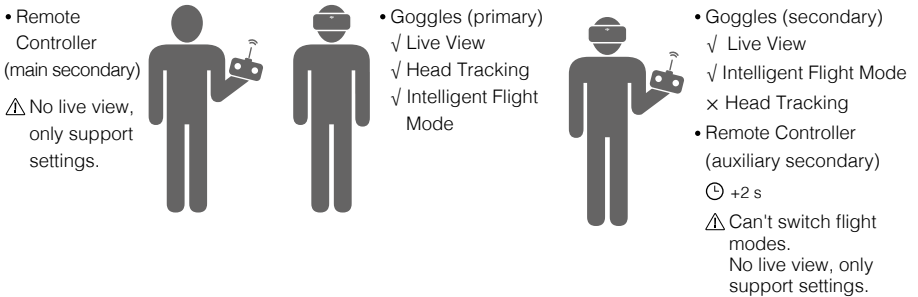 • Remote
Controller
(main secondary)
⚠ No live view,
only support
settings.
• Goggles (primary)
√ Live View
√ Head Tracking
√ Intelligent Flight
Mode
• Goggles (secondary)
√ Live View
√ Intelligent Flight Mode
× Head Tracking
• Remote Controller
(auxiliary secondary)
+2 s
⚠ Can't switch flight
modes.
No live view, only
support settings.